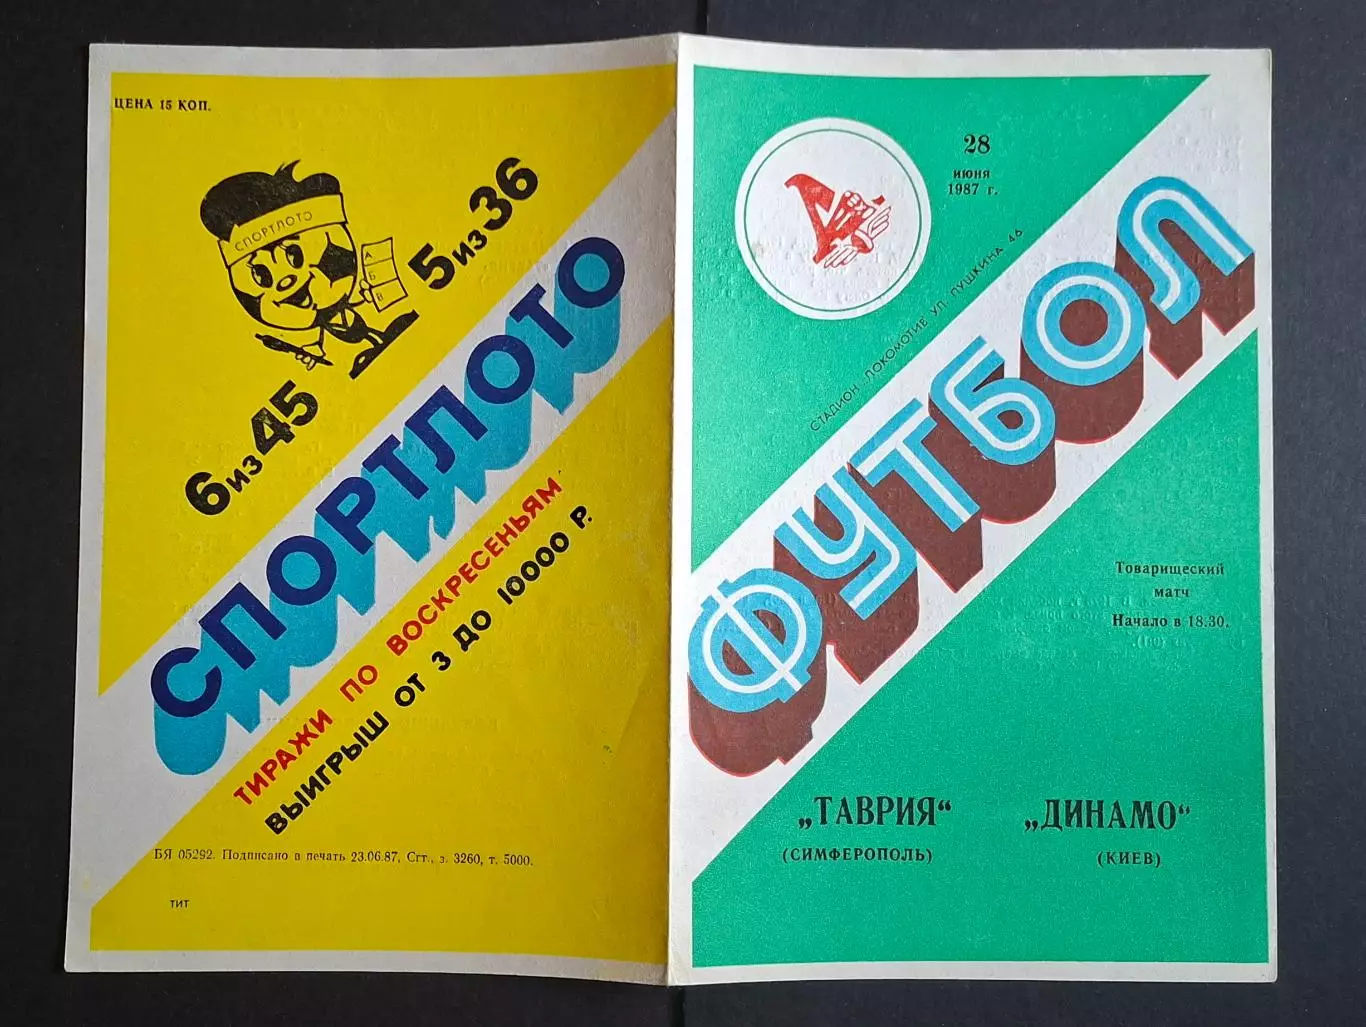 ЦЕНА 15 КОП.
СПОРТЛОТО
А
Б
В
5 из 36
6 из 45
СПОРТЛОТО
ТИРАЖИ ПО ВОСКРЕСЕНЬЯМ
ВЫИГРЫШ ОТ 3 ДО 10000 Р.
БЯ 05292. Подписано в печать 23.06.87, Сгт., з. 3260, т. 5000.
ТИТ
28
июня
1987 г.
СТАДИОН „ЛОКОМОТИВ" УЛ. ПУШКИНА 46
ФУТБОЛ
Товарищеский
матч
Начало в 18.30.
„ТАВРИЯ“
(СИМФЕРОПОЛЬ)
„ДИНАМО“
(КИЕВ)